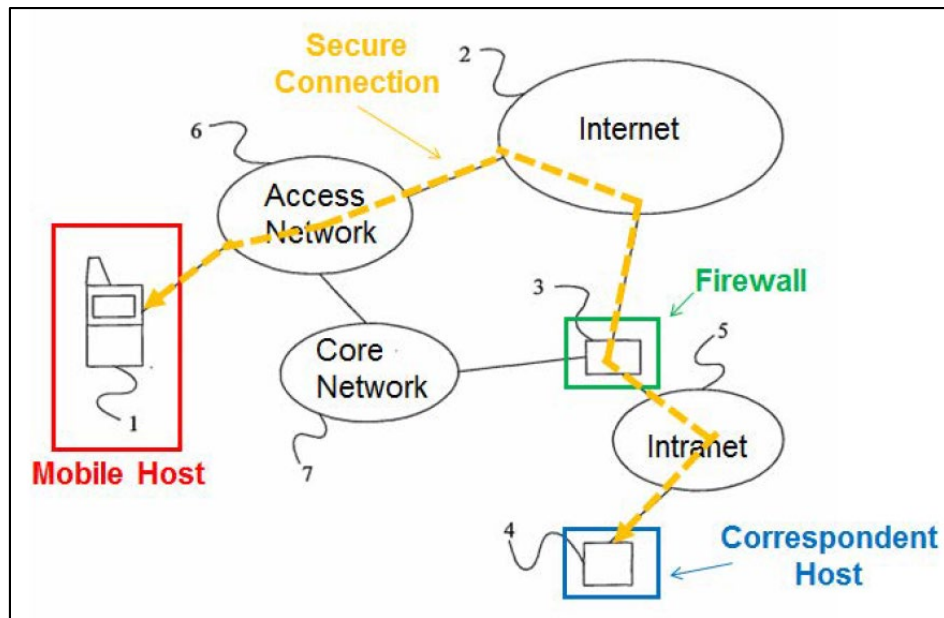 Secure
Connection
2
Internet
6
Access
Network
3
Firewall
5
Core
Network
1
7
Intranet
Mobile Host
4
Correspondent
Host